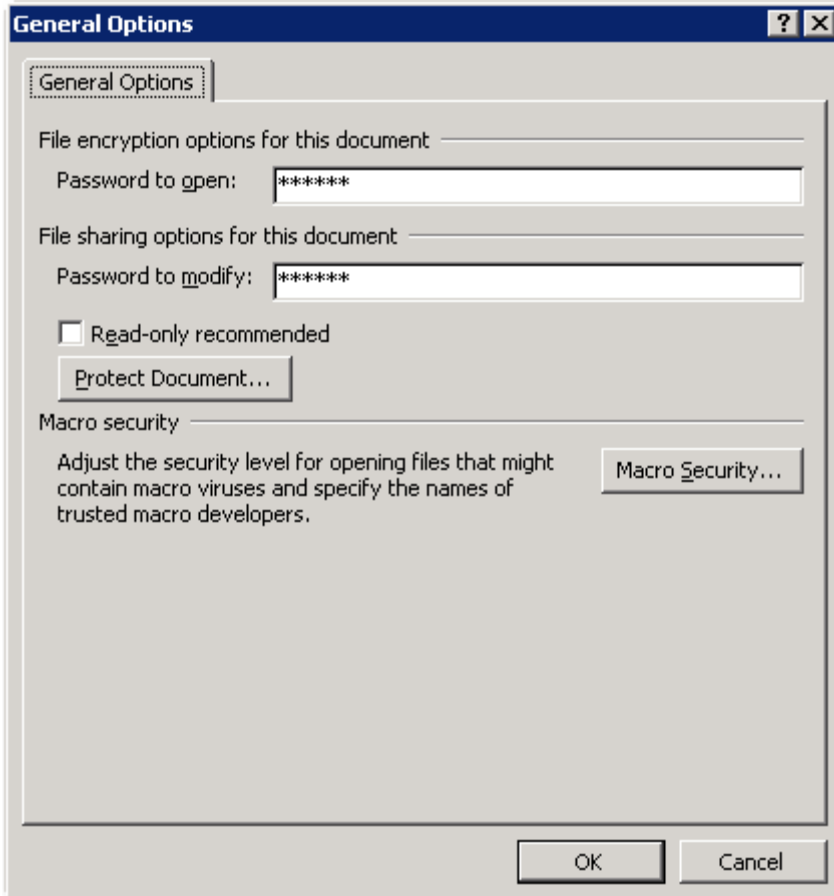 General Options
General Options
File encryption options for this document
Password to open: ******
File sharing options for this document
Password to modify: ******
Read-only recommended
Protect Document...
Macro security
Adjust the security level for opening files that might
contain macro viruses and specify the names of
trusted macro developers.
Macro Security...
OK
Cancel